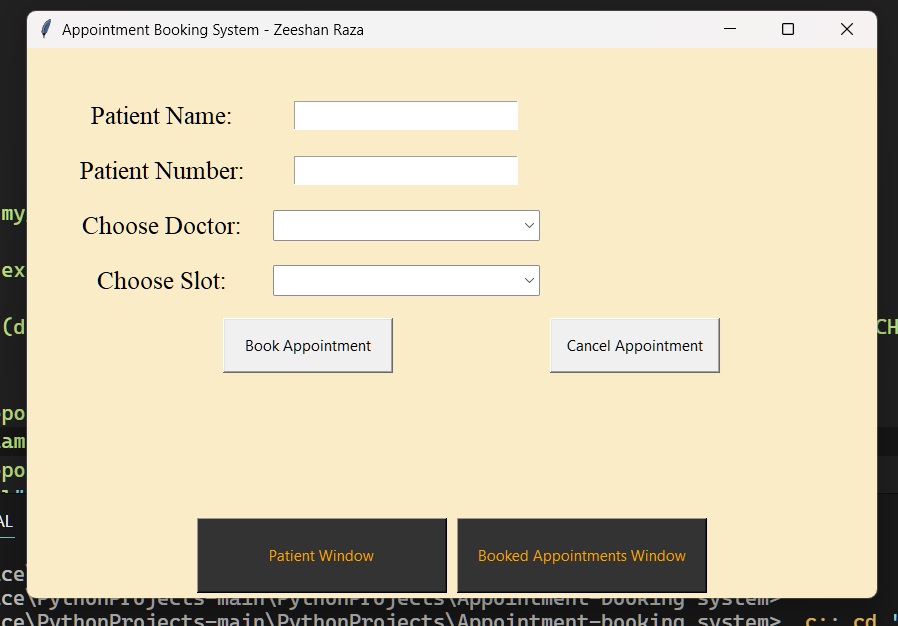 Appointment Booking System - Zeeshan Raza
Patient Name:
Patient Number:
my
Choose Doctor:
ex
Choose Slot:
(d
CH
Book Appointment
Cancel Appointment
po
am
po
AL
Patient Window
Booked Appointments Window
ce\
ce\PythonProjects-main\PythonProjects\Appointment-booking system>
ce\PythonProjects-main\PythonProjects\Appointment-booking system> c:; cd '